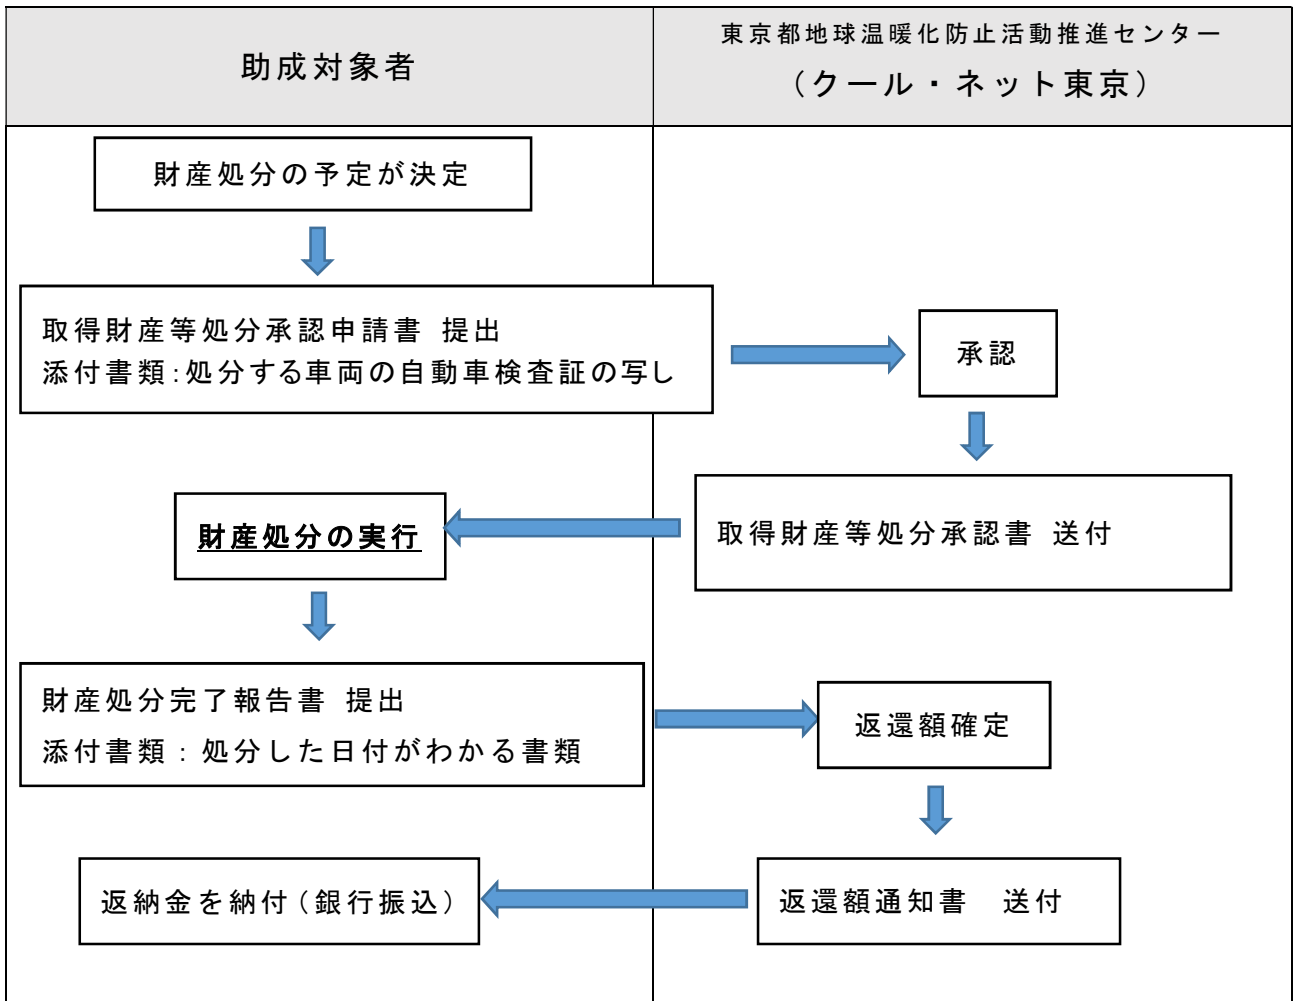 助成対象者
東京都地球温暖化防止活動推進センター
（クール・ネット東京）
財産処分の予定が決定
取得財産等処分承認申請書 提出
添付書類：処分する車両の自動車検査証の写し
承認
取得財産等処分承認書 送付
財産処分の実行
財産処分完了報告書 提出
添付書類：処分した日付がわかる書類
返還額確定
返還額通知書　送付
返納金を納付（銀行振込）